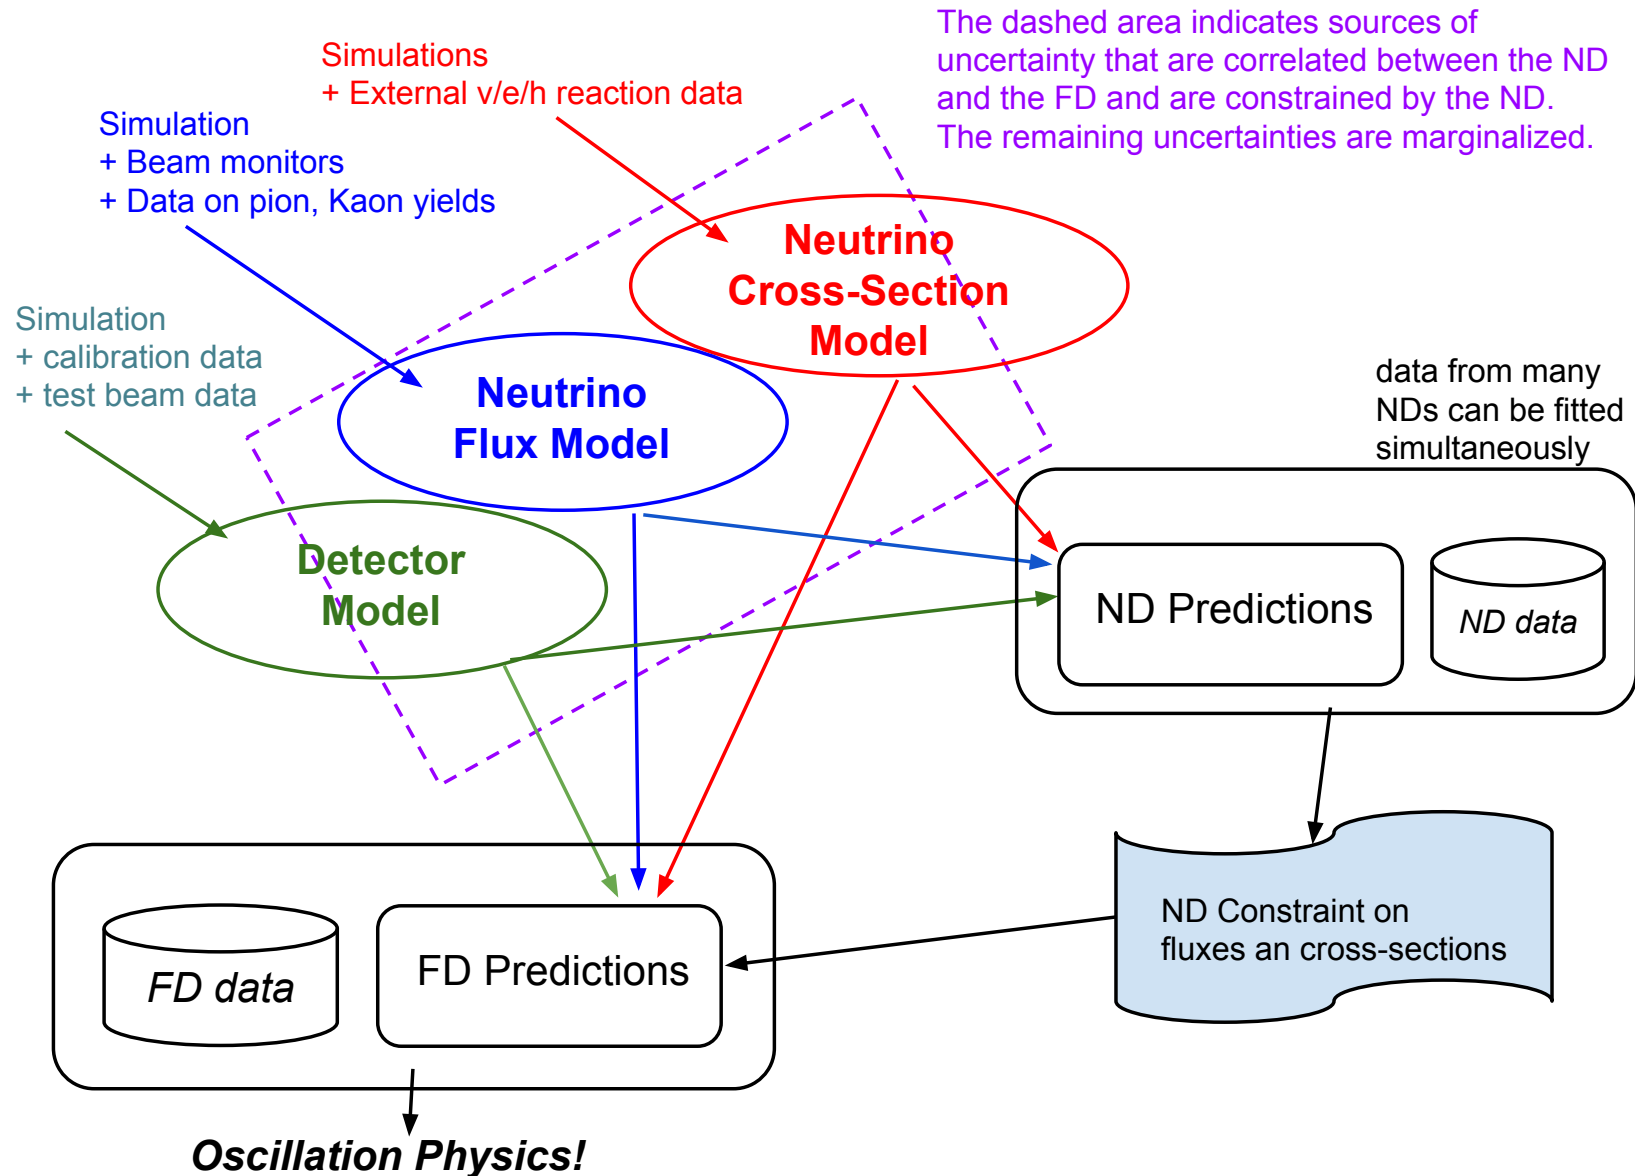 The dashed area indicates sources of
uncertainty that are correlated between the ND
and the FD and are constrained by the ND.
The remaining uncertainties are marginalized.
Simulations
+ External v/e/h reaction data
Simulation
+ Beam monitors
+ Data on pion, Kaon yields
Neutrino
Cross-Section
Model
Simulation
+ calibration data
+ test beam data
Neutrino
Flux Model
data from many
NDs can be fitted
simultaneously
Detector
Model
ND Predictions
ND data
ND Constraint on
fluxes an cross-sections
FD data
FD Predictions
Oscillation Physics!